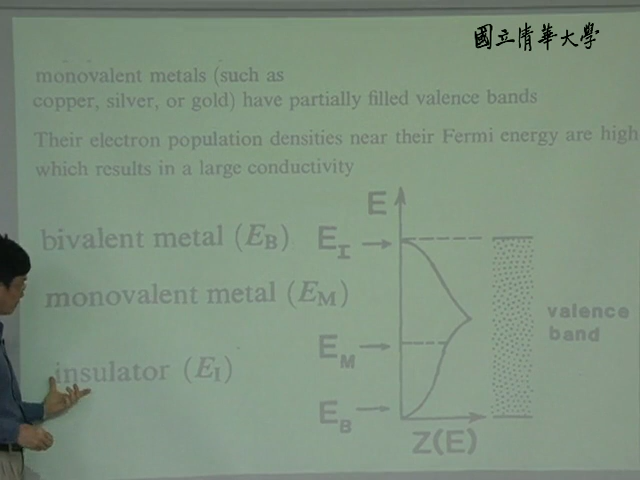 國立清華大學
monovalent metals (such as
copper, silver, or gold) have partially filled valence bands
Their electron population densities near their Fermi energy are high
which results in a large conductivity
E
bivalent metal (EB)
EI
monovalent metal (EM)
valence
band
EM
insulator (EI)
EB
Z(E)